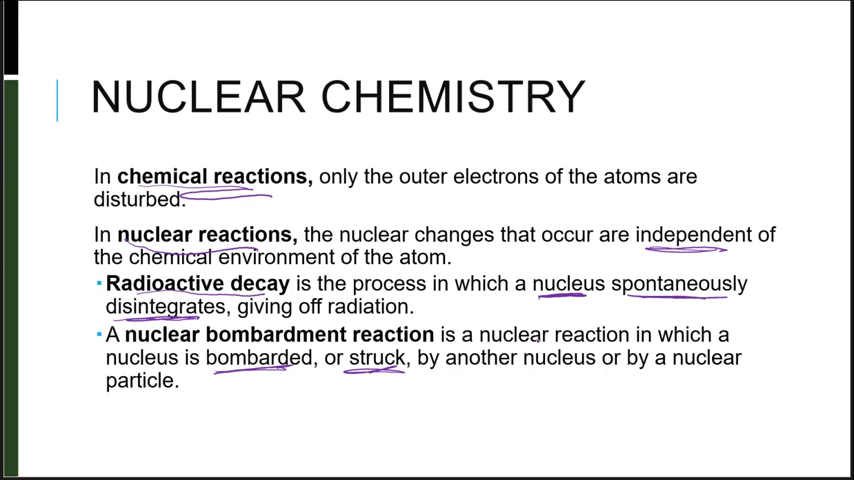 NUCLEAR CHEMISTRY
In chemical reactions, only the outer electrons of the atoms are
disturbed.
In nuclear reactions, the nuclear changes that occur are independent of
the chemical environment of the atom.
▪ Radioactive decay is the process in which a nucleus spontaneously
disintegrates, giving off radiation.
▪ A nuclear bombardment reaction is a nuclear reaction in which a
nucleus is bombarded, or struck, by another nucleus or by a nuclear
particle.